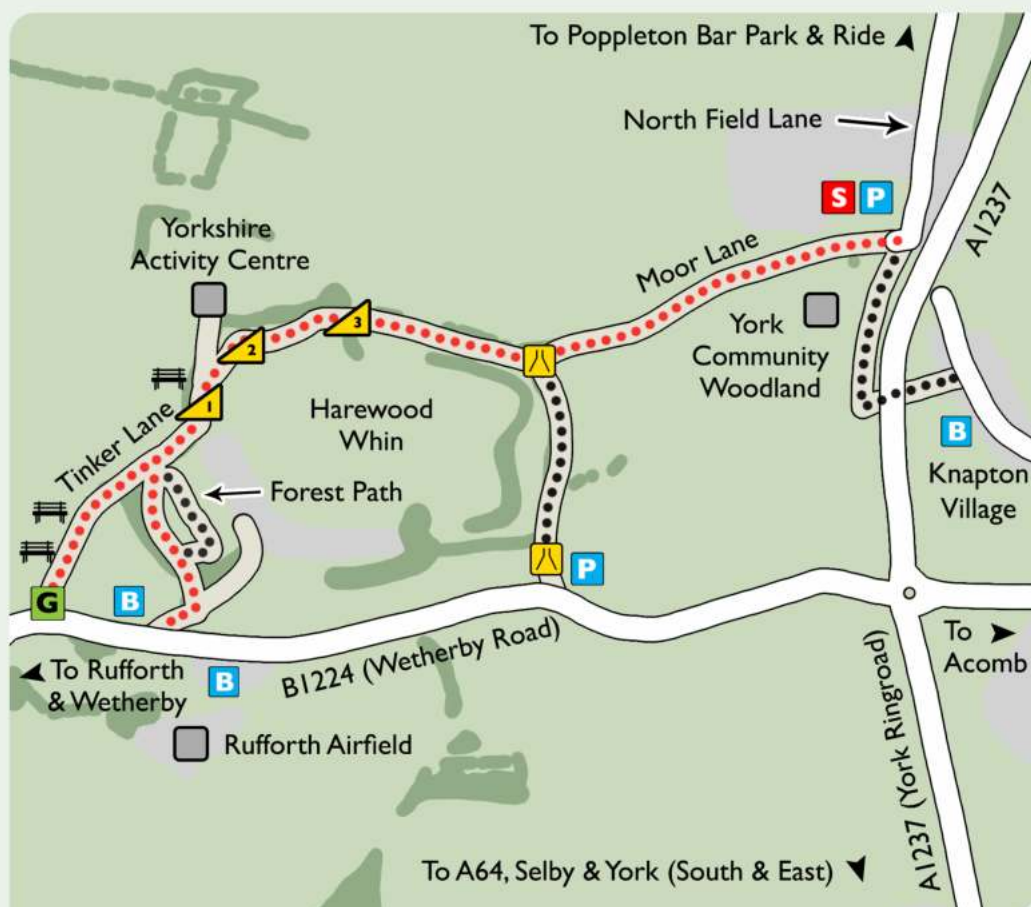 To Poppleton Bar Park & Ride
North Field Lane
S P
A1237
Yorkshire
Activity Centre
Moor Lane
3
2
1
York
Community
Woodland
Harewood
Whin
Tinker Lane
B
Forest Path
Knapton
Village
P
G
B
To
Acomb
B1224 (Wetherby Road)
To Rufforth
& Wetherby
B
Rufforth Airfield
A1237 (York Ringroad)
To A64, Selby & York (South & East)